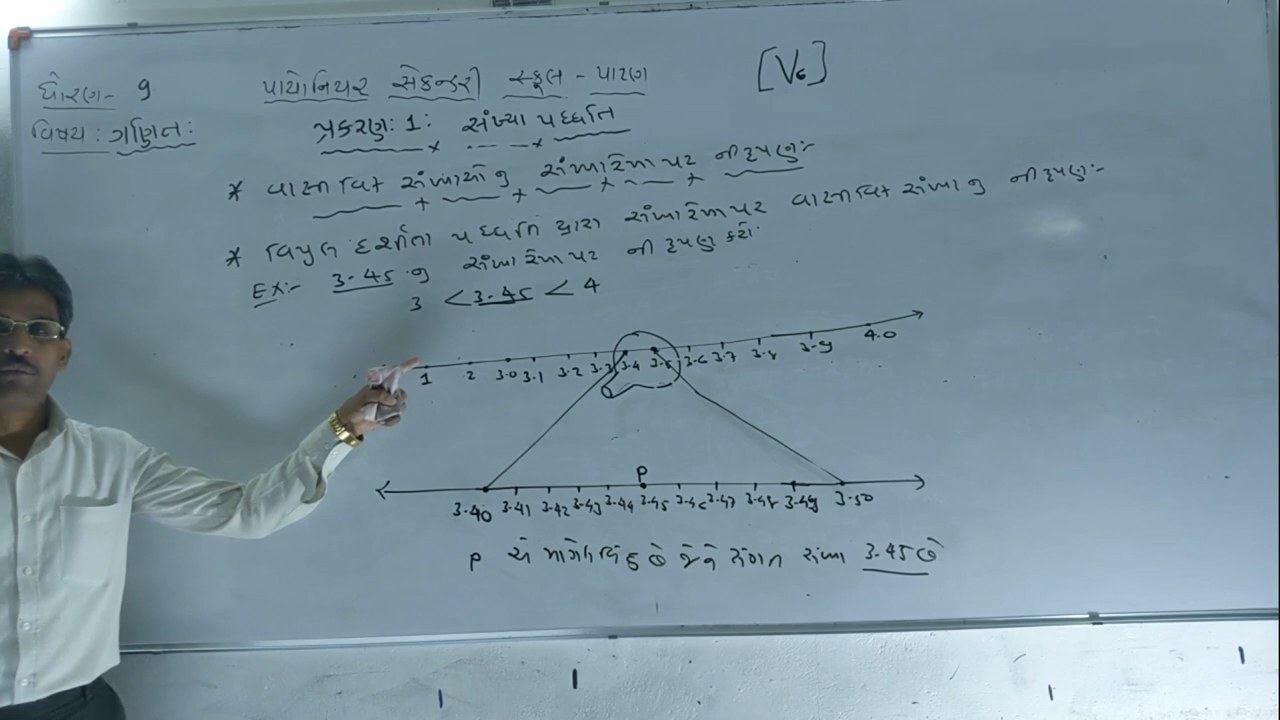 [V6]
ધોરણ- 9 પાયોનિયર સેકન્ડરી સ્કૂલ - પાટણ
વિષય : ગણિત: પ્રકરણ: 1: સંખ્યા પધ્ધતિ
* વાસ્તવિક સંખ્યાઓનું સંખ્યારેખા પર નીરૂપણ:-
* વિપુલ દર્શીતા પધ્ધતિ દ્વારા સંખ્યારેખા પર વાસ્તવિક સંખ્યાનું નીરૂપણ:-
Ex:- 3.45 નું સંખ્યારેખા પર નીરૂપણ કરો.
3 < 3.45 < 4
1 2 3.0 3.1 3.2 3.3 3.4 3.5 3.6 3.7 3.8 3.9 4.0
P
3.40 3.41 3.42 3.43 3.44 3.45 3.46 3.47 3.48 3.49 3.50
P એ માંગેલ બિંદુ છે જેને સંગત સંખ્યા 3.45 છે